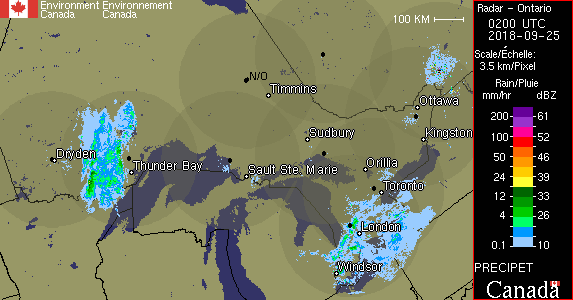 Environment Environnement
Canada Canada
100 KM
Radar - Ontario
0200 UTC
2018-09-25
Scale/Échelle:
3.5 km/Pixel
Rain/Pluie
mm/hr dBZ
200 61
100 52
50 46
24 39
12 33
4 26
0.1 10
PRECIPET
Canada
N/O
Timmins
Ottawa
Sudbury
Kingston
Dryden
Thunder Bay
Sault Ste. Marie
Orillia
Toronto
London
Windsor